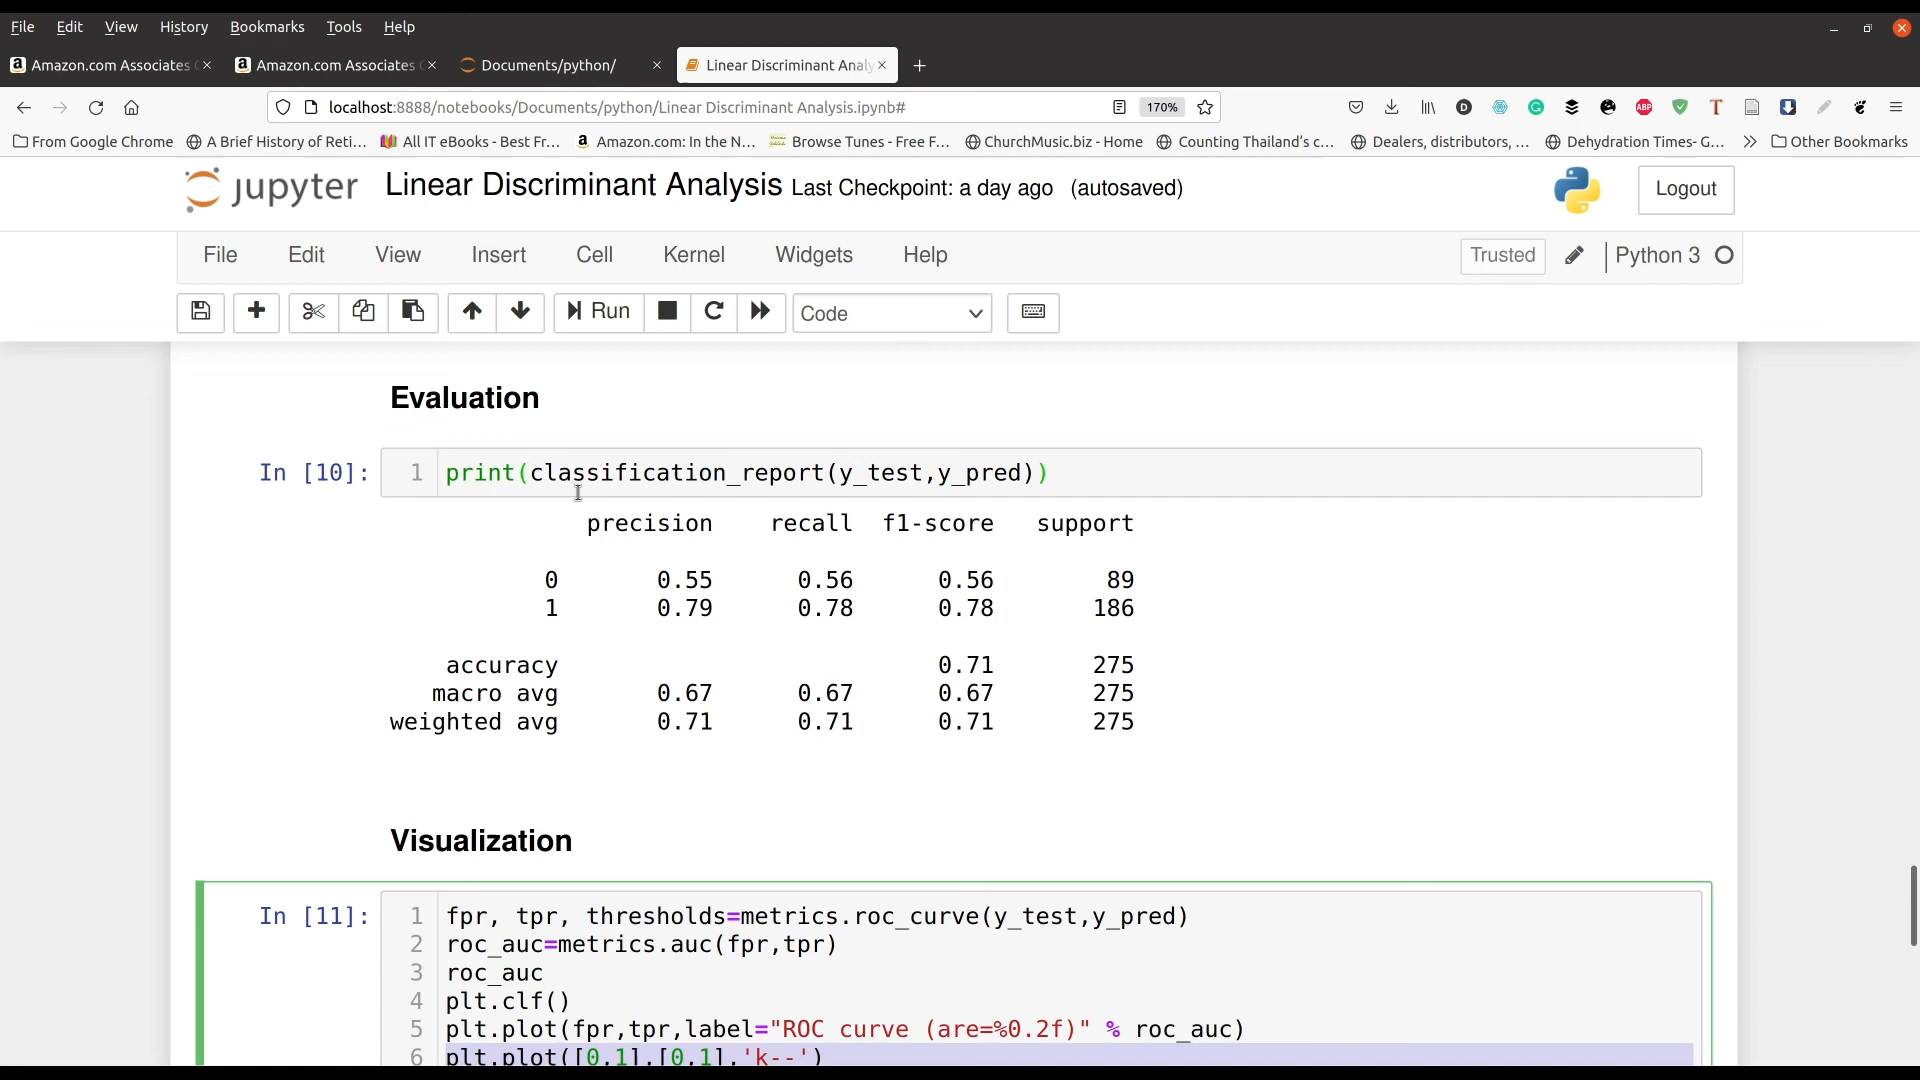 File Edit View History Bookmarks Tools Help
Amazon.com Associates Amazon.com Associates Documents/python/ Linear Discriminant Analy
localhost:8888/notebooks/Documents/python/Linear Discriminant Analysis.ipynb# 170% D ABP T
From Google Chrome A Brief History of Reti... All IT eBooks - Best Fr... Amazon.com: In the N... Browse Tunes - Free F... ChurchMusic.biz - Home Counting Thailand's c... Dealers, distributors, ... Dehydration Times- G... Other Bookmarks
jupyter Linear Discriminant Analysis Last Checkpoint: a day ago (autosaved) Logout
File Edit View Insert Cell Kernel Widgets Help Trusted Python 3
Run Code
Evaluation
In [10]: 1 print(classification_report(y_test,y_pred))
precision recall f1-score support
0 0.55 0.56 0.56 89
1 0.79 0.78 0.78 186
accuracy 0.71 275
macro avg 0.67 0.67 0.67 275
weighted avg 0.71 0.71 0.71 275
Visualization
In [11]: 1 fpr, tpr, thresholds=metrics.roc_curve(y_test,y_pred)
2 roc_auc=metrics.auc(fpr,tpr)
3 roc_auc
4 plt.clf()
5 plt.plot(fpr,tpr,label="ROC curve (are=%0.2f)" % roc_auc)
6 plt.plot([0,1],[0,1],'k--')